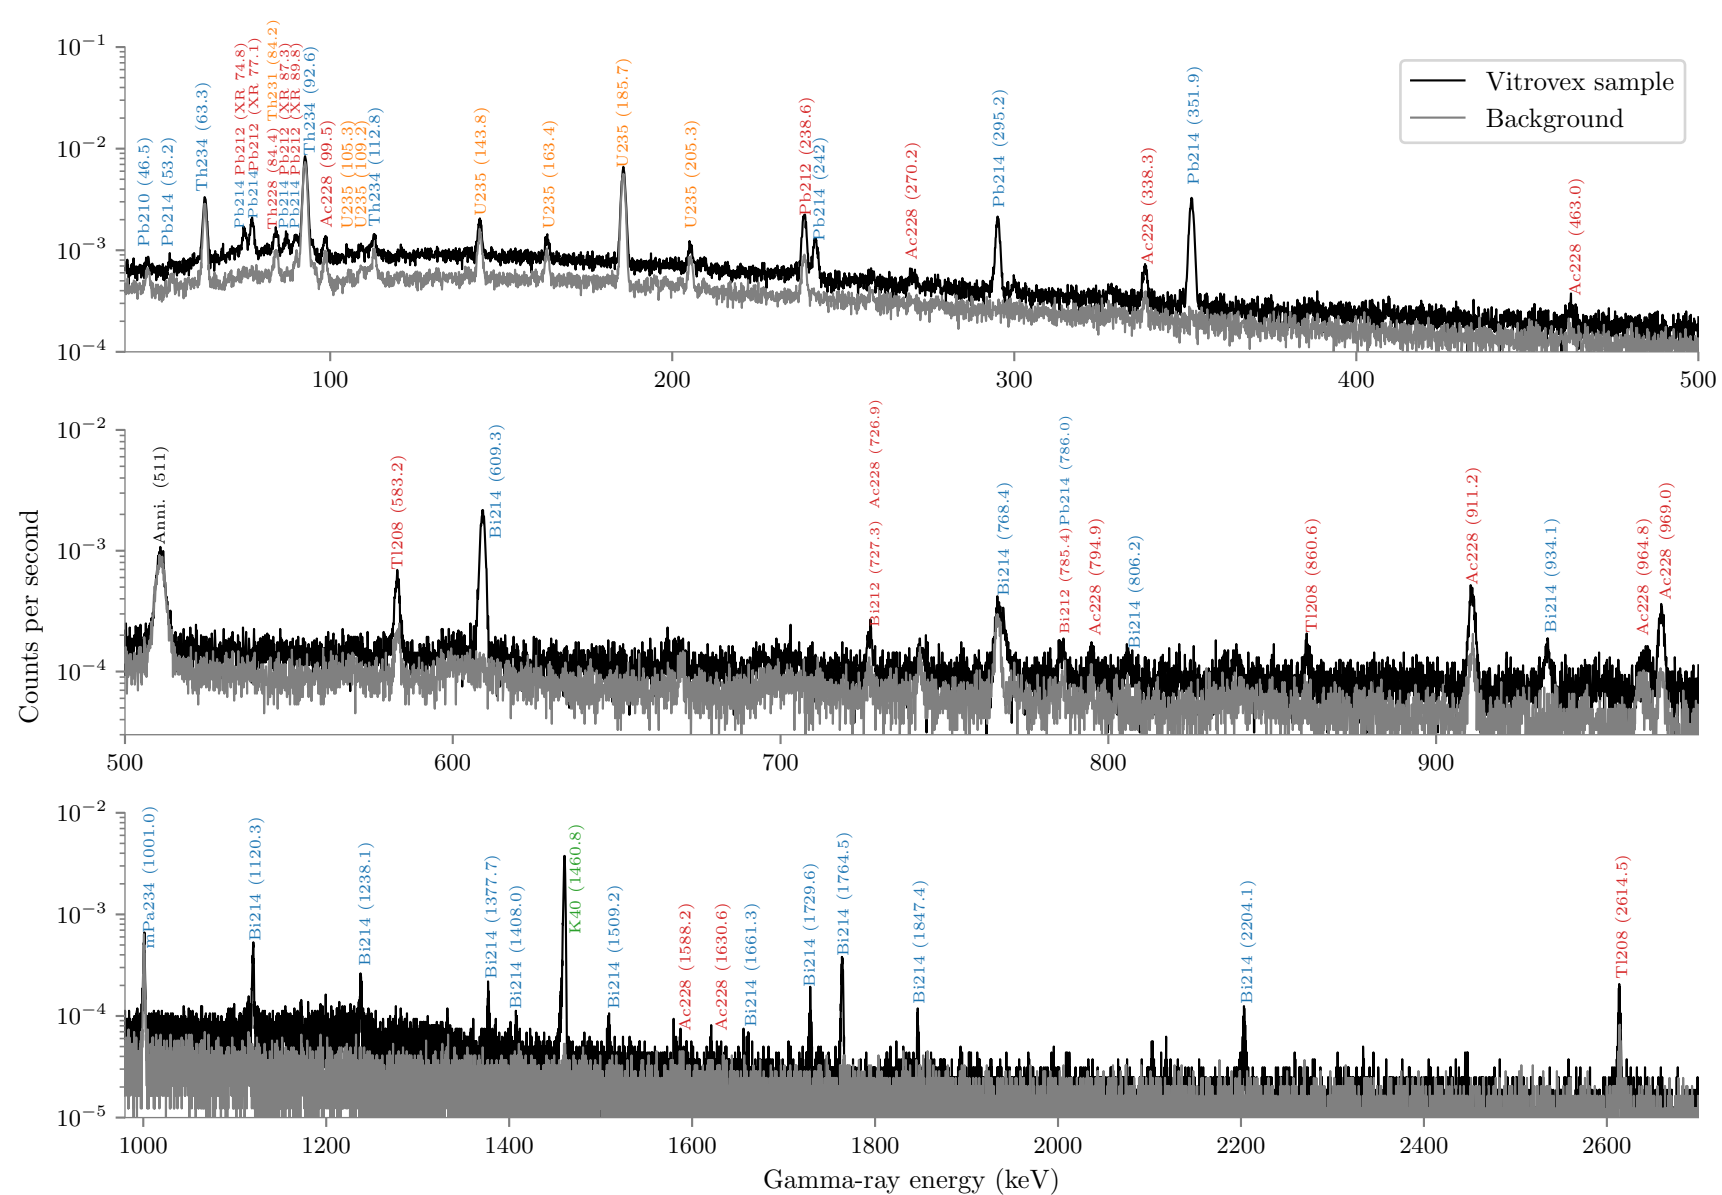 Pb210 (46.5)
Pb214 (53.2)
Th234 (63.3)
Pb214 Pb212 (XR 74.8)
Pb214 Pb212 (XR 77.1)
Th228 (84.4) Th231 (84.2)
Pb214 Pb212 (XR 87.3)
Pb214 Pb212 (XR 89.8)
Th234 (92.6)
Ac228 (99.5)
U235 (105.3)
U235 (109.2)
Th234 (112.8)
U235 (143.8)
U235 (163.4)
U235 (185.7)
U235 (205.3)
Pb212 (238.6)
Pb214 (242)
Ac228 (270.2)
Pb214 (295.2)
Ac228 (338.3)
Pb214 (351.9)
Ac228 (463.0)
Vitrovex sample
Background
10−1
10−2
10−3
10−4
100 200 300 400 500
Anni. (511)
Tl208 (583.2)
Bi214 (609.3)
Bi212 (727.3) Ac228 (726.9)
Bi214 (768.4)
Bi212 (785.4) Pb214 (786.0)
Ac228 (794.9)
Bi214 (806.2)
Tl208 (860.6)
Ac228 (911.2)
Bi214 (934.1)
Ac228 (964.8)
Ac228 (969.0)
10−2
10−3
10−4
500 600 700 800 900
Counts per second
mPa234 (1001.0)
Bi214 (1120.3)
Bi214 (1238.1)
Bi214 (1377.7)
Bi214 (1408.0)
K40 (1460.8)
Bi214 (1509.2)
Ac228 (1588.2)
Ac228 (1630.6)
Bi214 (1661.3)
Bi214 (1729.6)
Bi214 (1764.5)
Bi214 (1847.4)
Bi214 (2204.1)
Tl208 (2614.5)
10−2
10−3
10−4
10−5
1000 1200 1400 1600 1800 2000 2200 2400 2600
Gamma-ray energy (keV)